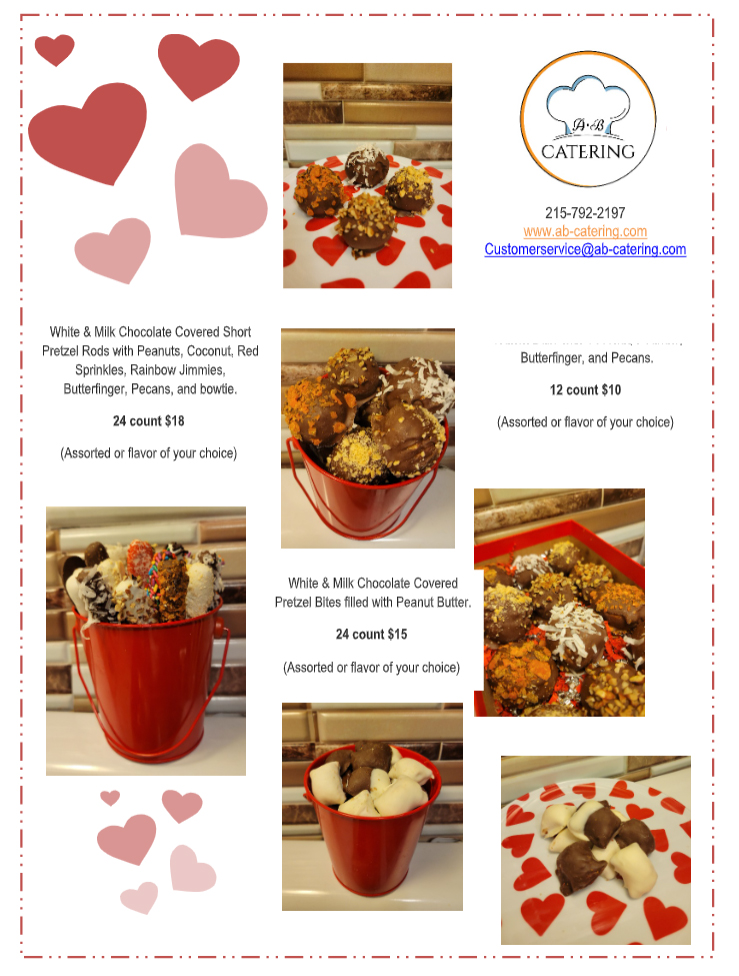 A·B
CATERING
215-792-2197
www.ab-catering.com
Customerservice@ab-catering.com
White & Milk Chocolate Covered Short
Pretzel Rods with Peanuts, Coconut, Red
Sprinkles, Rainbow Jimmies,
Butterfinger, Pecans, and bowtie.
24 count $18
(Assorted or flavor of your choice)
Butterfinger, and Pecans.
12 count $10
(Assorted or flavor of your choice)
White & Milk Chocolate Covered
Pretzel Bites filled with Peanut Butter.
24 count $15
(Assorted or flavor of your choice)